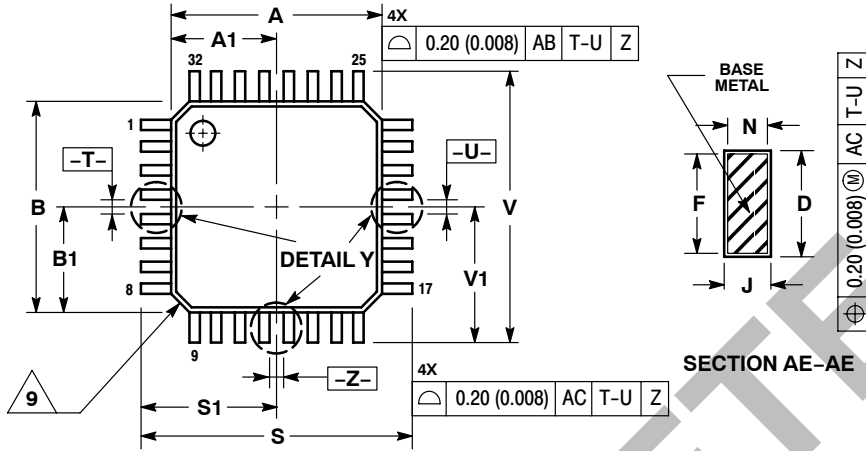 A
4X
A1
⌓ 0.20 (0.008) AB T-U Z
32
25
1
–T–
–U–
B
B1
V
V1
DETAIL Y
8
17
9
9
–Z–
S1
S
4X
⌓ 0.20 (0.008) AC T-U Z
BASE
METAL
N
F
D
J
⌖ 0.20 (0.008) Ⓜ AC T-U Z
SECTION AE–AE